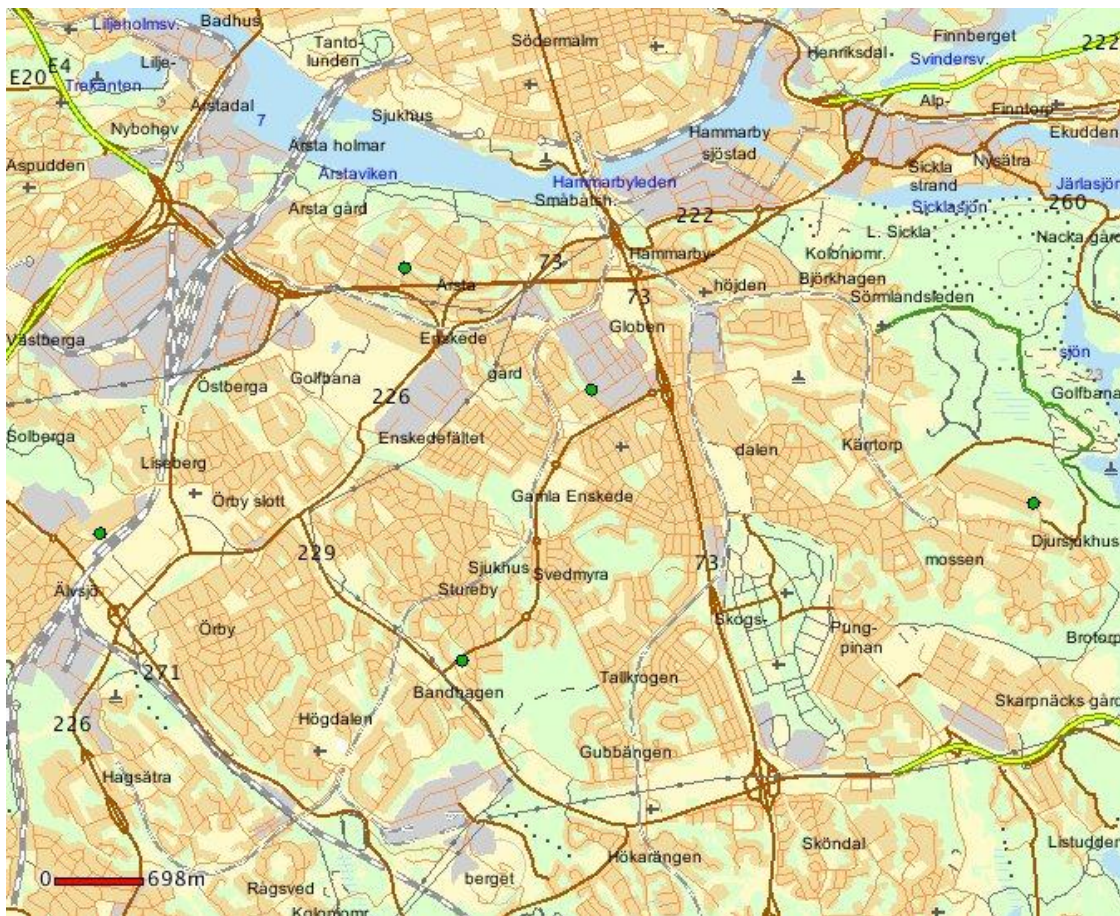 Liljeholmsv.
Badhus
Södermalm
Finnberget
222
Tanto-
lunden
Henriksdal
Svindersv.
E20
E4
Lilje-
Trekanten
Årstadal
Alp-
Finntorp
7
Sjukhus
Nybohov
Årsta holmar
Hammarby
sjöstad
Ekudden
Aspudden
Årstaviken
Hammarbyleden
Småbåtsh.
Sickla
strand
Nysätra
Järlasjön
Årsta gård
222
Sicklasjön
260
L. Sickla
Nacka gård
Hammarby-
höjden
Koloniomr.
Björkhagen
73
Årsta
73
Sörmlandsleden
Globen
Västberga
Enskede
gård
sjön
23
Golfbana
Östberga
Golfbana
226
Solberga
Enskedefältet
dalen
Kärrtorp
Liseberg
Örby slott
Gamla Enskede
Djursjukhus
229
Sjukhus
Svedmyra
73
mossen
Stureby
Älvsjö
Örby
Skogs-
Pung-
pinan
Brotorp
271
Bandhagen
Tallkrogen
Skarpnäcks gård
226
Högdalen
Gubbängen
Hagsätra
Sköndal
Listudden
Hökarängen
0
698m
Rågsved
berget
Koloniomr.